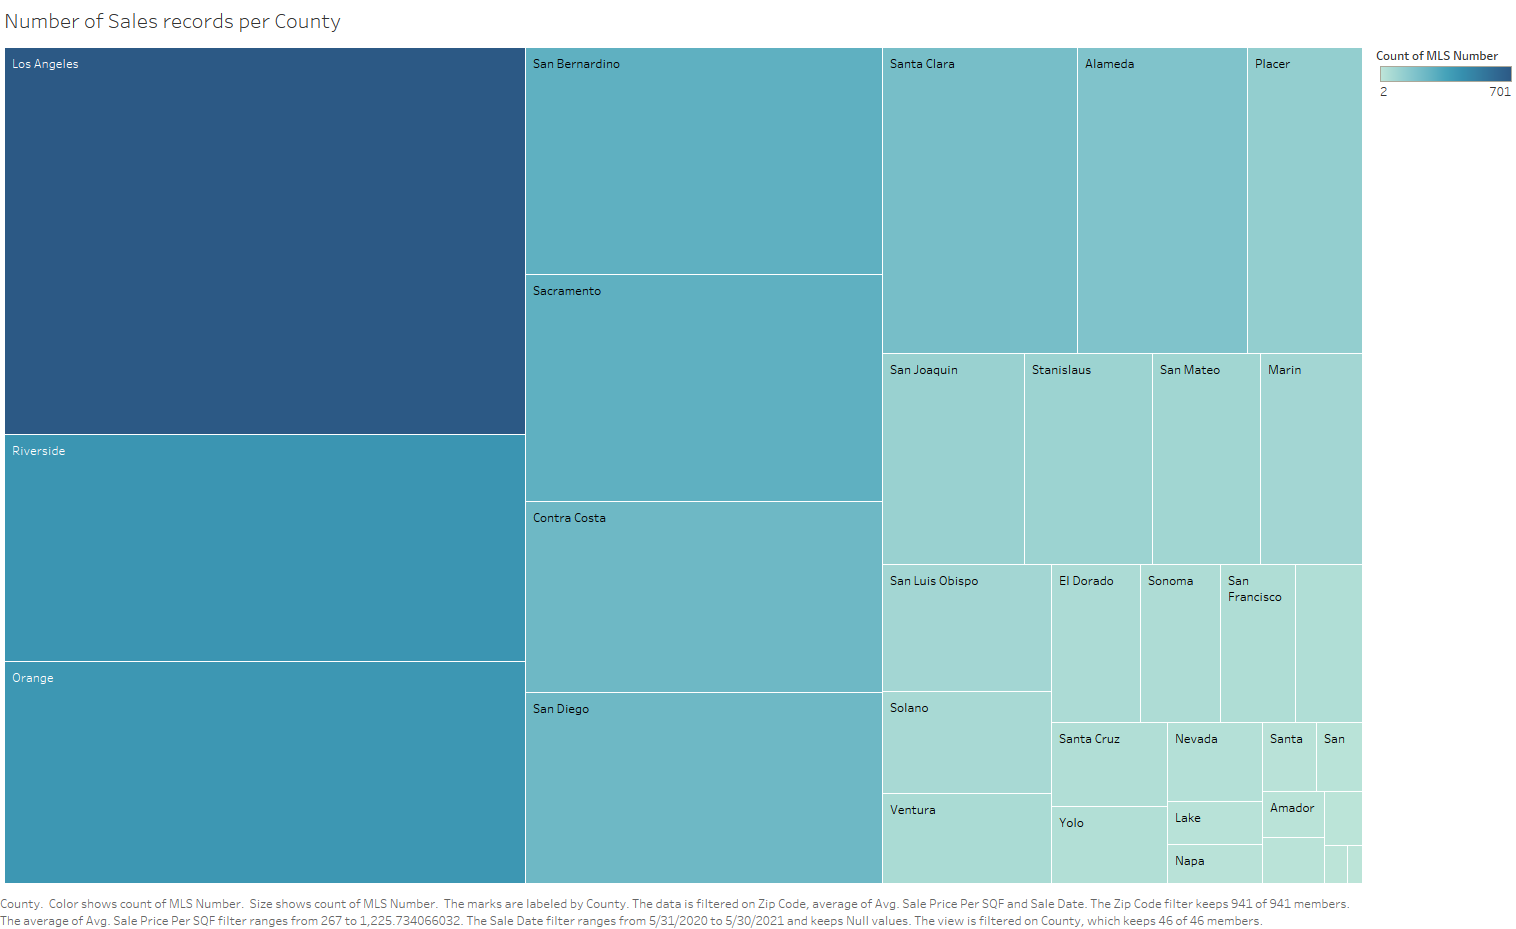 Number of Sales records per County
Los Angeles
San Bernardino
Santa Clara
Alameda
Placer
Count of MLS Number
2
701
Sacramento
San Joaquin
Stanislaus
San Mateo
Marin
Riverside
Contra Costa
San Luis Obispo
El Dorado
Sonoma
San
Francisco
Orange
San Diego
Solano
Santa Cruz
Nevada
Santa
San
Ventura
Yolo
Lake
Amador
Napa
County.  Color shows count of MLS Number.  Size shows count of MLS Number.  The marks are labeled by County. The data is filtered on Zip Code, average of Avg. Sale Price Per SQF and Sale Date. The Zip Code filter keeps 941 of 941 members.
The average of Avg. Sale Price Per SQF filter ranges from 267 to 1,225.734066032. The Sale Date filter ranges from 5/31/2020 to 5/30/2021 and keeps Null values. The view is filtered on County, which keeps 46 of 46 members.